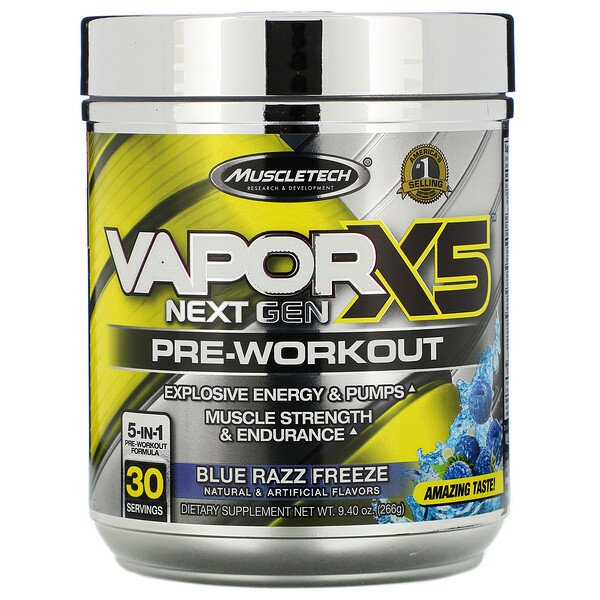 MUSCLETECH®
RESEARCH & DEVELOPMENT
AMERICA'S
#1
SELLING
VAPOR X5
NEXT GEN
PRE-WORKOUT
EXPLOSIVE ENERGY & PUMPS▲
MUSCLE STRENGTH
& ENDURANCE▲
5-IN-1
PRE-WORKOUT
FORMULA
30
SERVINGS
BLUE RAZZ FREEZE
NATURAL & ARTIFICIAL FLAVORS
AMAZING TASTE!
DIETARY SUPPLEMENT NET WT. 9.40 oz. (266g)